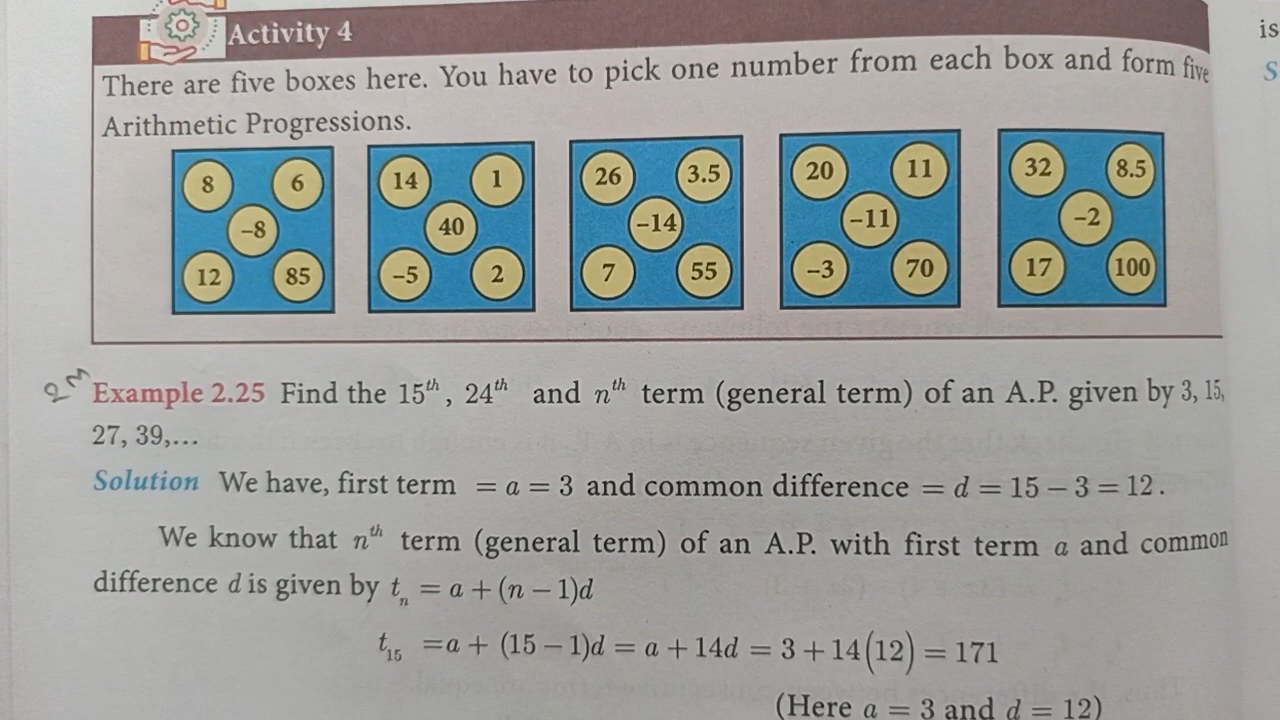 Activity 4
There are five boxes here. You have to pick one number from each box and form five
Arithmetic Progressions.
8 6 14 1 26 3.5 20 11 32 8.5
–8 40 –14 –11 –2
12 85 –5 2 7 55 –3 70 17 100
2M Example 2.25 Find the 15th, 24th and nth term (general term) of an A.P. given by 3, 15,
27, 39,...
Solution We have, first term = a = 3 and common difference = d = 15 − 3 = 12.
We know that nth term (general term) of an A.P. with first term a and common
difference d is given by tn = a + (n − 1)d
t15 = a + (15 − 1)d = a + 14d = 3 + 14(12) = 171
(Here a = 3 and d = 12)
is
S